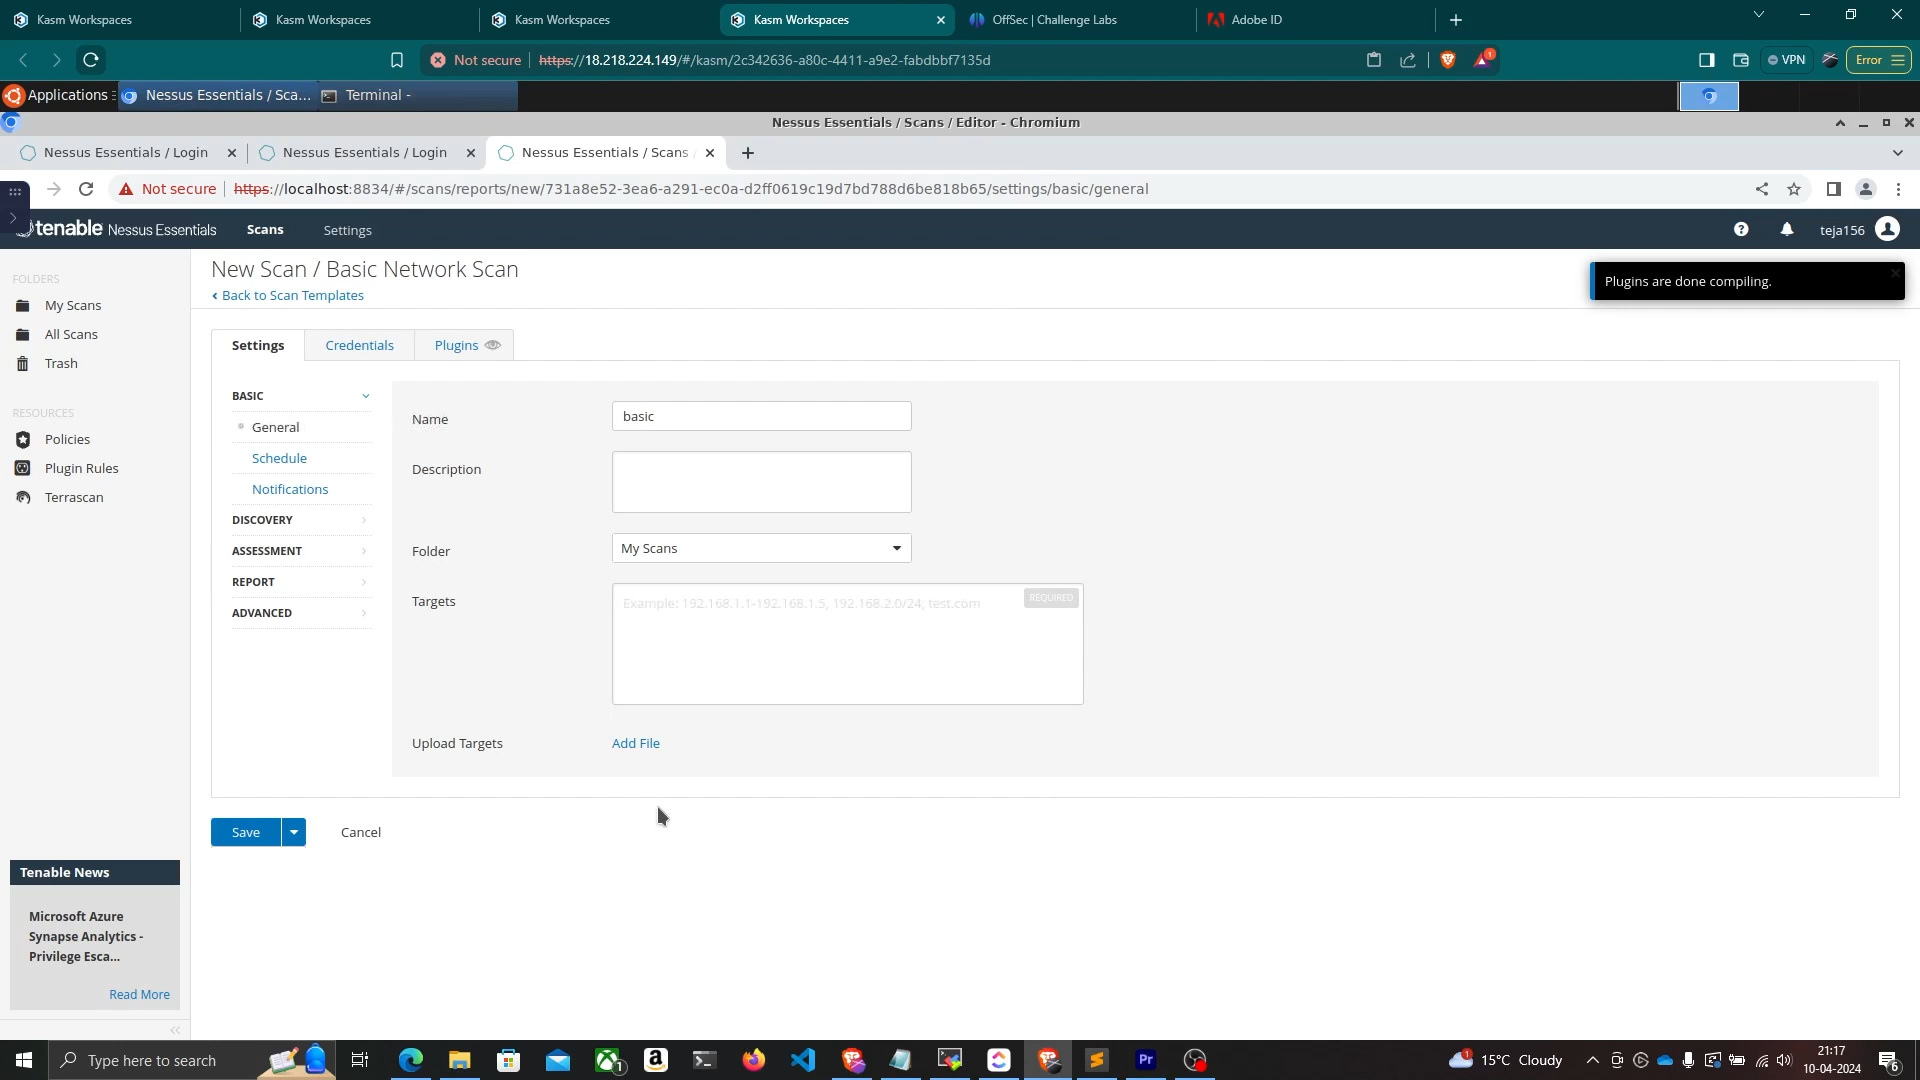 Kasm Workspaces
Kasm Workspaces
Kasm Workspaces
Kasm Workspaces
OffSec | Challenge Labs
Adobe ID
Not secure
https://18.218.224.149/#/kasm/2c342636-a80c-4411-a9e2-fabdbbf7135d
1
VPN
Error
Applications
Nessus Essentials / Sca...
Terminal -
Nessus Essentials / Scans / Editor - Chromium
Nessus Essentials / Login
Nessus Essentials / Login
Nessus Essentials / Scans
Not secure
https://localhost:8834/#/scans/reports/new/731a8e52-3ea6-a291-ec0a-d2ff0619c19d7bd788d6be818b65/settings/basic/general
tenable Nessus Essentials
Scans
Settings
teja156
FOLDERS
My Scans
All Scans
Trash
RESOURCES
Policies
Plugin Rules
Terrascan
New Scan / Basic Network Scan
Back to Scan Templates
Plugins are done compiling.
Settings
Credentials
Plugins
BASIC
General
Schedule
Notifications
DISCOVERY
ASSESSMENT
REPORT
ADVANCED
Name
basic
Description
Folder
My Scans
Targets
Example: 192.168.1.1-192.168.1.5, 192.168.2.0/24, test.com
REQUIRED
Upload Targets
Add File
Save
Cancel
Tenable News
Microsoft Azure
Synapse Analytics -
Privilege Esca...
Read More
Type here to search
1
Pr
1
15°C Cloudy
21:17
10-04-2024
6